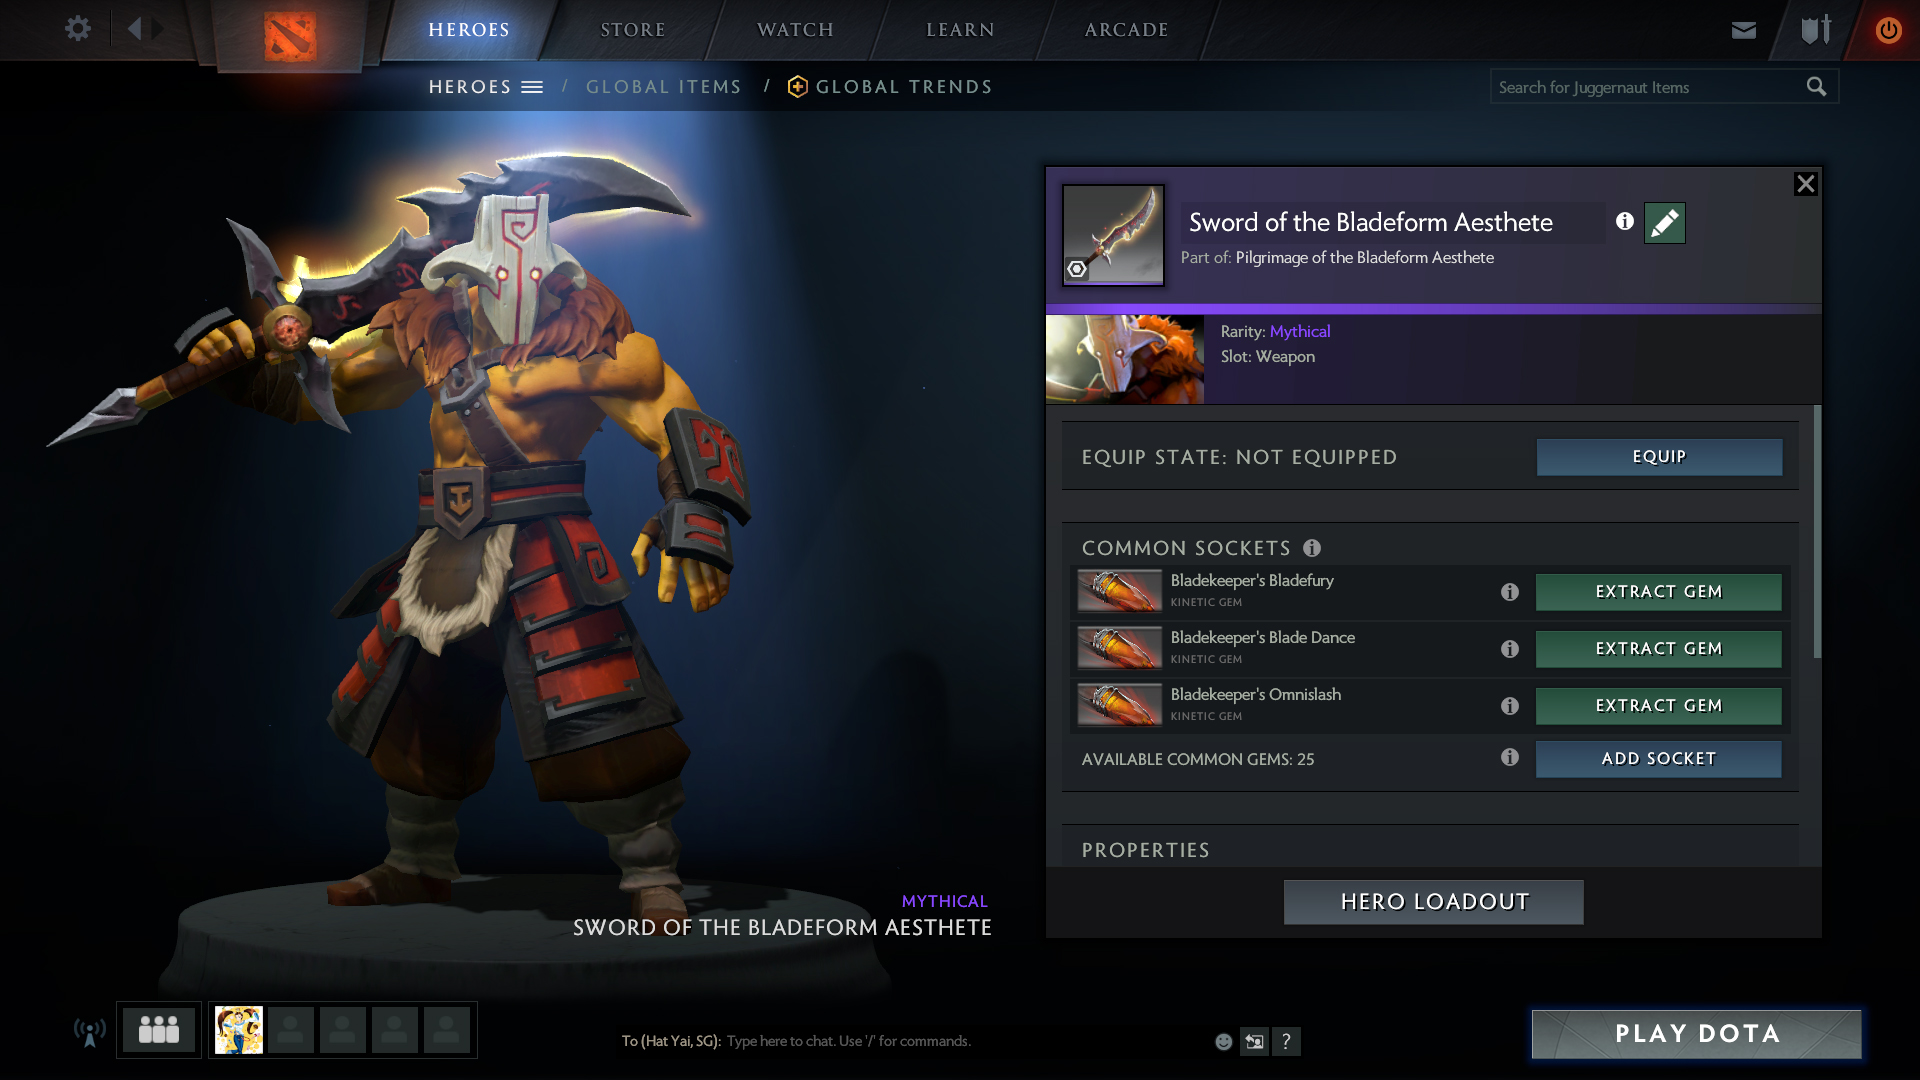 HEROES
STORE
WATCH
LEARN
ARCADE
HEROES / GLOBAL ITEMS / GLOBAL TRENDS
Search for Juggernaut Items
Sword of the Bladeform Aesthete
Part of: Pilgrimage of the Bladeform Aesthete
Rarity: Mythical
Slot: Weapon
EQUIP STATE: NOT EQUIPPED
EQUIP
COMMON SOCKETS
Bladekeeper's Bladefury
KINETIC GEM
EXTRACT GEM
Bladekeeper's Blade Dance
KINETIC GEM
EXTRACT GEM
Bladekeeper's Omnislash
KINETIC GEM
EXTRACT GEM
AVAILABLE COMMON GEMS: 25
ADD SOCKET
PROPERTIES
HERO LOADOUT
MYTHICAL
SWORD OF THE BLADEFORM AESTHETE
To (Hat Yai, SG): Type here to chat. Use '/' for commands.
?
PLAY DOTA